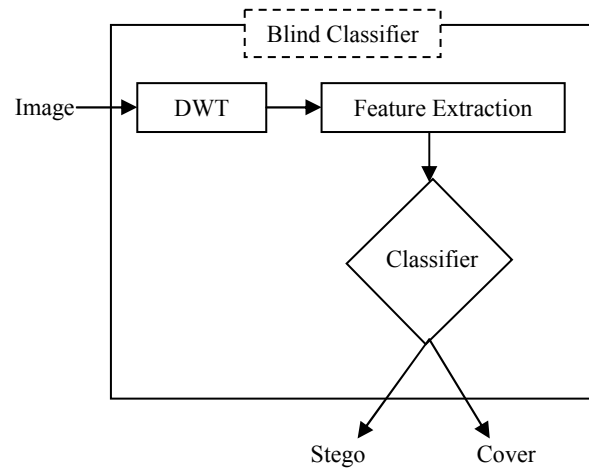 Blind Classifier
Image
DWT
Feature Extraction
Classifier
Stego
Cover